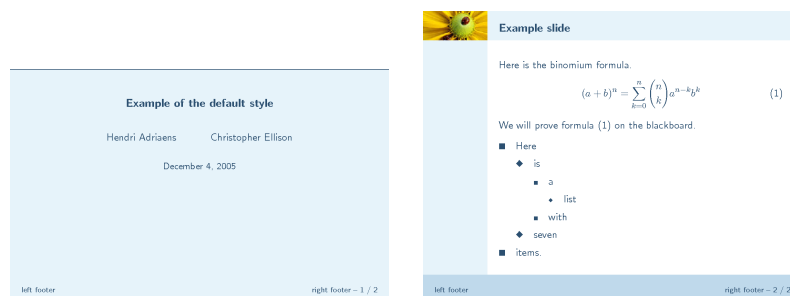 Example of the default style
Hendri Adriaens Christopher Ellison
December 4, 2005
left footer right footer – 1 / 2
Example slide
Here is the binomium formula.
(a + b)^n = \sum_{k=0}^{n} \binom{n}{k} a^{n−k} b^k (1)
We will prove formula (1) on the blackboard.
■ Here
◆ is
■ a
◆ list
■ with
◆ seven
■ items.
left footer right footer – 2 / 2